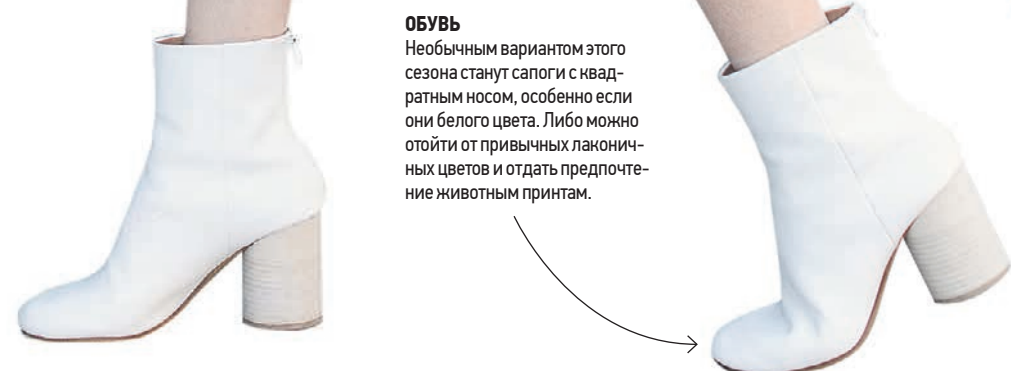 ОБУВЬ
Необычным вариантом этого
сезона станут сапоги с квад-
ратным носом, особенно если
они белого цвета. Либо можно
отойти от привычных лаконич-
ных цветов и отдать предпочте-
ние животным принтам.